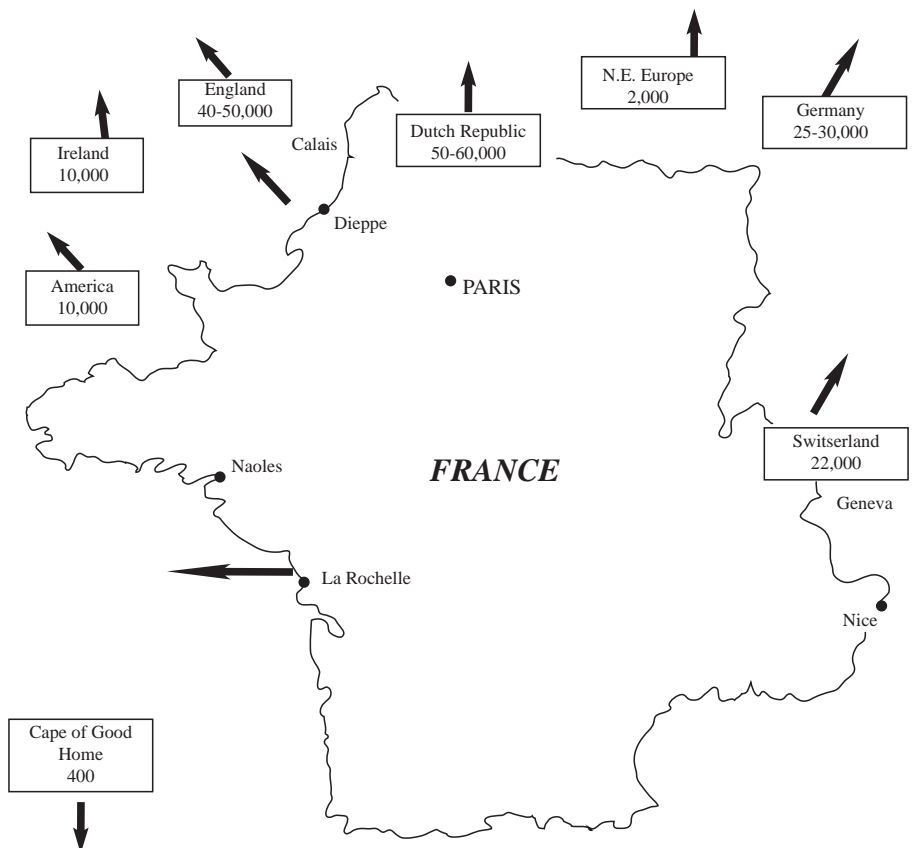 N.E. Europe
2,000
England
40-50,000
Germany
25-30,000
Dutch Republic
50-60,000
Calais
Ireland
10,000
Dieppe
America
10,000
PARIS
Switserland
22,000
Naoles
FRANCE
Geneva
La Rochelle
Nice
Cape of Good
Home
400